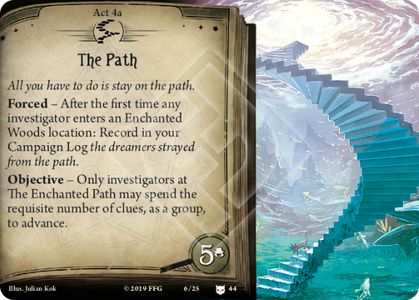 Act 4a
The Path
All you have to do is stay on the path.
Forced – After the first time any
investigator enters an Enchanted
Woods location: Record in your
Campaign Log the dreamers strayed
from the path.
Objective – Only investigators at
The Enchanted Path may spend the
requisite number of clues, as a group,
to advance.
5
Illus. Julian Kok
©2019 FFG
6/25
44